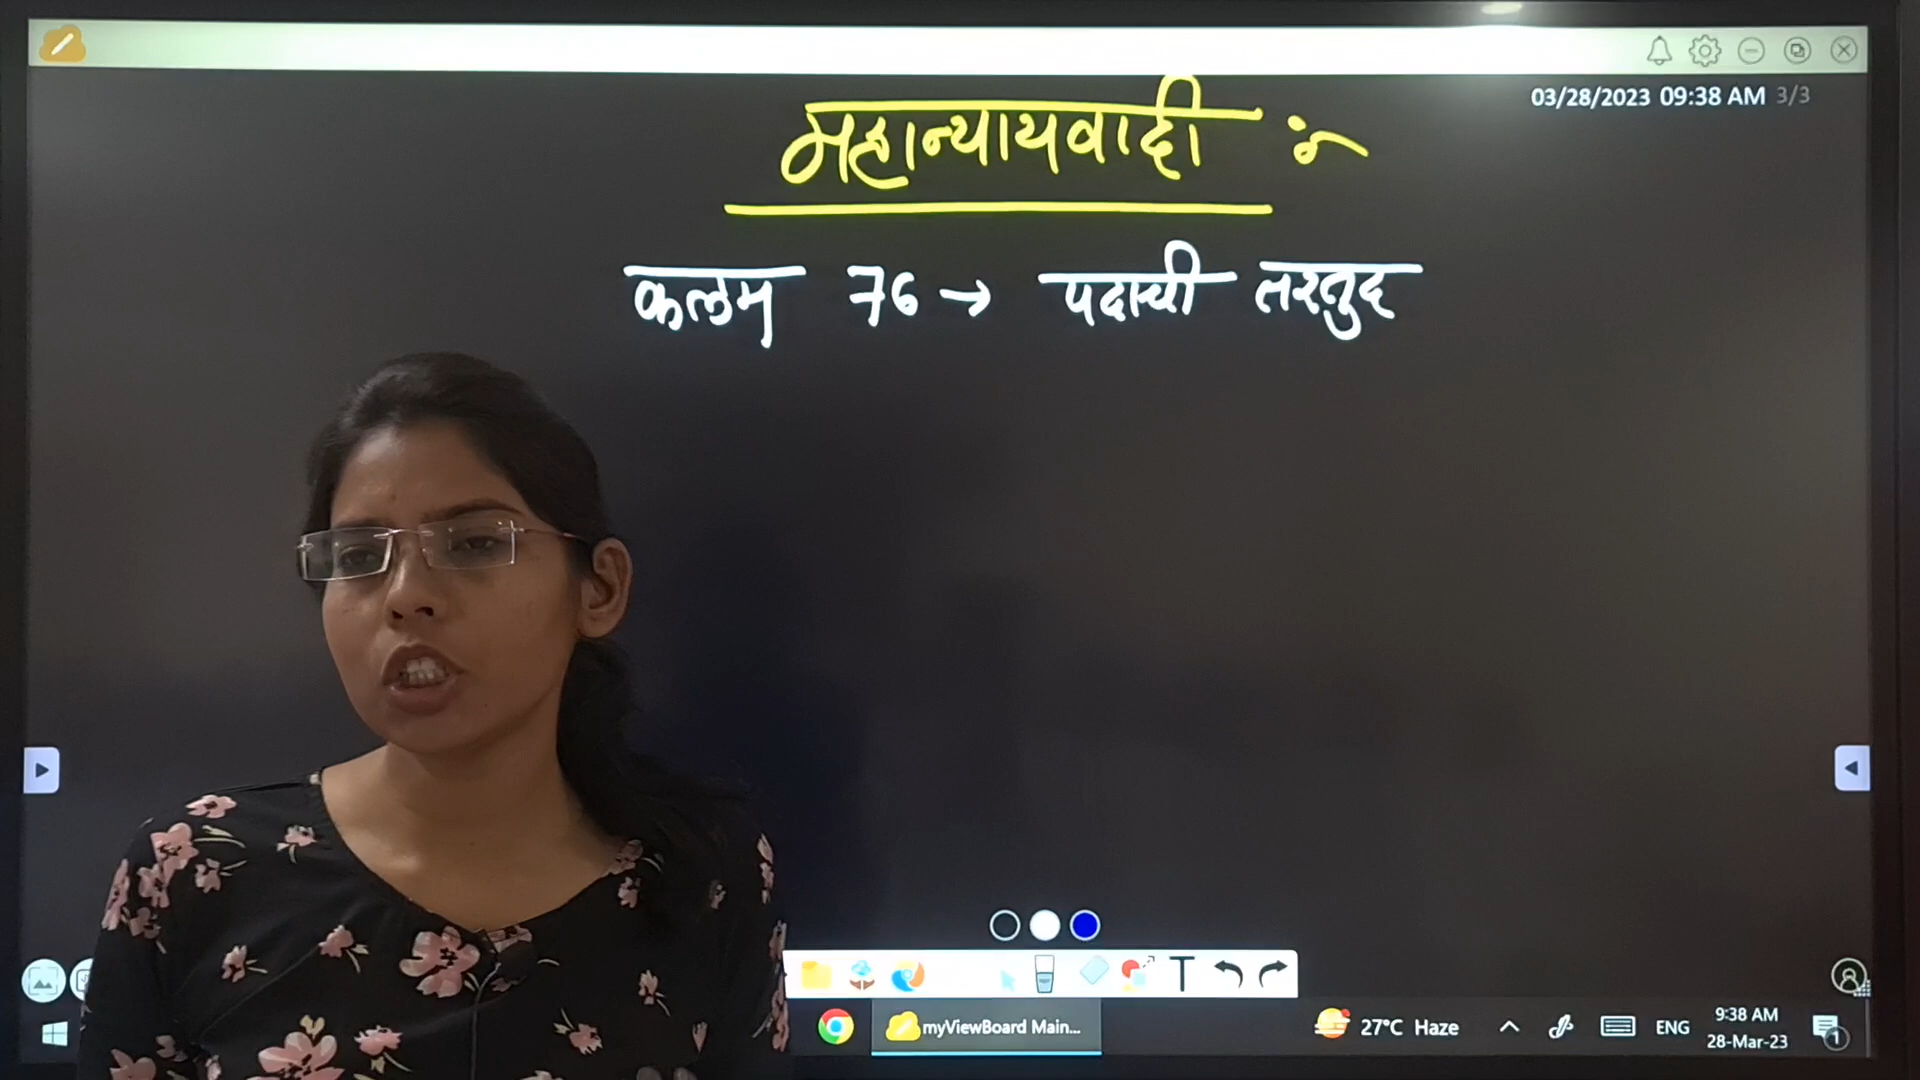 03/28/2023 09:38 AM 3/3
महान्यायवादी :-
कलम 76 → पदाची तरतुद
T
myViewBoard Main...
27°C Haze
ENG
9:38 AM
28-Mar-23
1